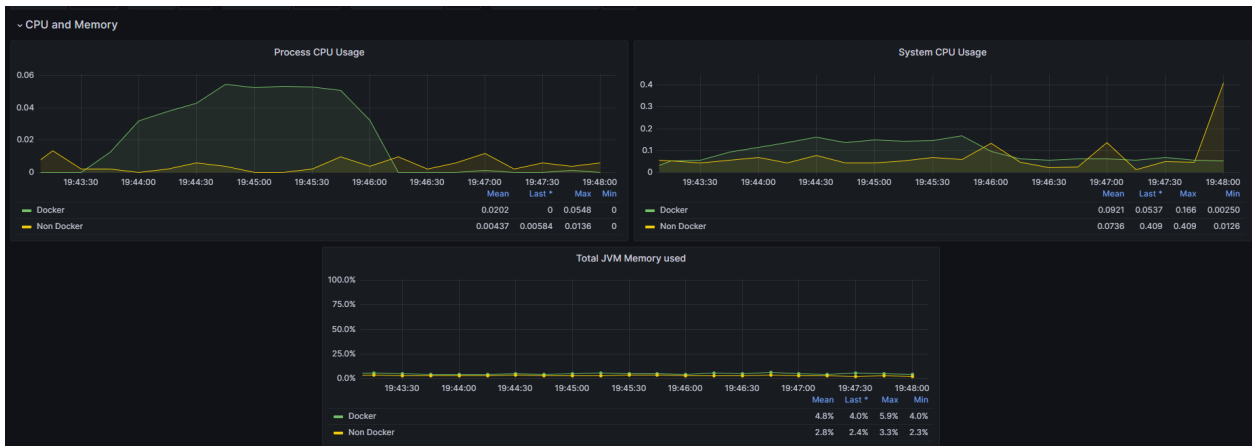 CPU and Memory
Process CPU Usage
0.06
0.04
0.02
0
19:43:30 19:44:00 19:44:30 19:45:00 19:45:30 19:46:00 19:46:30 19:47:00 19:47:30 19:48:00
Mean Last * Max Min
Docker 0.0202 0 0.0548 0
Non Docker 0.00437 0.00584 0.0136 0
System CPU Usage
0.4
0.3
0.2
0.1
0
19:43:30 19:44:00 19:44:30 19:45:00 19:45:30 19:46:00 19:46:30 19:47:00 19:47:30 19:48:00
Mean Last * Max Min
Docker 0.0921 0.0537 0.166 0.00250
Non Docker 0.0736 0.409 0.409 0.0126
Total JVM Memory used
100.0%
75.0%
50.0%
25.0%
0.0%
19:43:30 19:44:00 19:44:30 19:45:00 19:45:30 19:46:00 19:46:30 19:47:00 19:47:30 19:48:00
Mean Last * Max Min
Docker 4.8% 4.0% 5.9% 4.0%
Non Docker 2.8% 2.4% 3.3% 2.3%